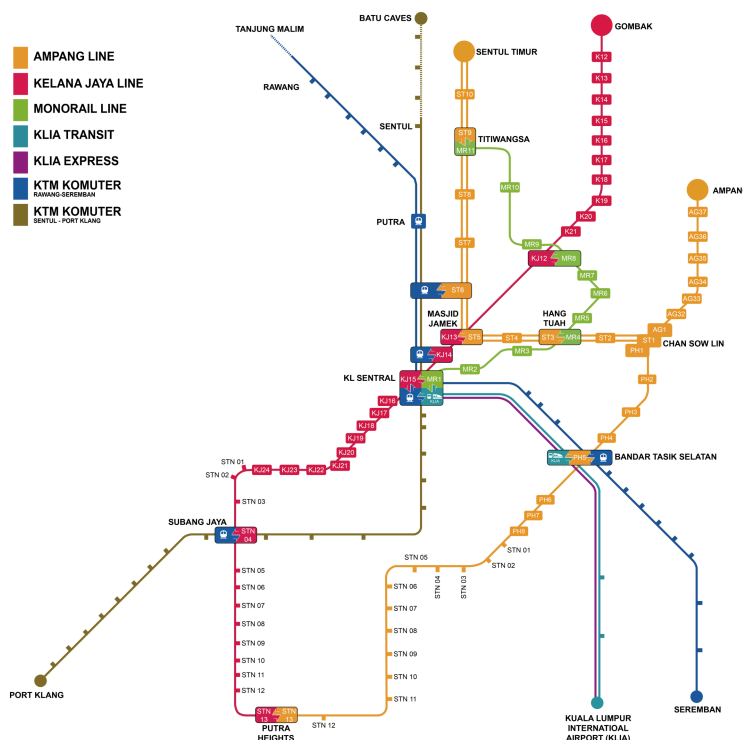 BATU CAVES
TANJUNG MALIM
GOMBAK
AMPANG LINE
KELANA JAYA LINE
MONORAIL LINE
KLIA TRANSIT
KLIA EXPRESS
KTM KOMUTER
RAWANG-SEREMBAN
KTM KOMUTER
SENTUL - PORT KLANG
SENTUL TIMUR
RAWANG
SENTUL
ST10
ST9
MR11
TITIWANGSA
MR10
ST8
ST7
PUTRA
ST6
K12
K13
K14
K15
K16
K17
K18
K19
K20
K21
MR9
KJ12
MR8
MR7
MR6
MR5
AMPAN
AG37
AG36
AG35
AG34
AG33
AG32
AG1
MASJID
JAMEK
KJ13
ST5
ST4
HANG
TUAH
ST3
MR4
ST2
ST1
CHAN SOW LIN
PH1
MR3
MR2
KJ14
KL SENTRAL
KJ15
MR1
KLIA
PH2
PH3
PH4
KLIA
PH5
BANDAR TASIK SELATAN
PH6
PH7
PH8
KJ16
KJ17
KJ18
KJ19
KJ20
KJ21
KJ22
KJ23
KJ24
STN 01
STN 02
STN 03
SUBANG JAYA
STN
04
STN 05
STN 06
STN 07
STN 08
STN 09
STN 10
STN 11
STN 12
STN
13
STN
13
PUTRA
HEIGHTS
STN 01
STN 02
STN 03
STN 04
STN 05
STN 06
STN 07
STN 08
STN 09
STN 10
STN 11
STN 12
PORT KLANG
KUALA LUMPUR
INTERNATIOAL
AIRPORT (KLIA)
SEREMBAN